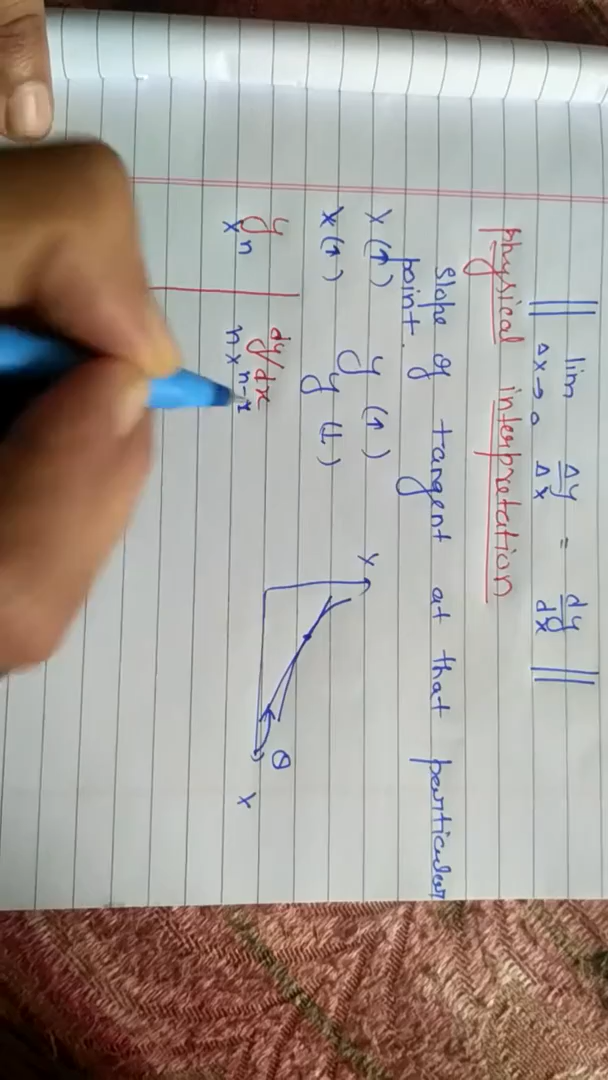 || lim Δx→0 Δy/Δx = dy/dx ||
physical interpretation
slope of tangent at that particular
point.
x (↑) y (↑)
x (↑) y (↓)
y
θ
x
y dy/dx
xⁿ nxⁿ⁻¹